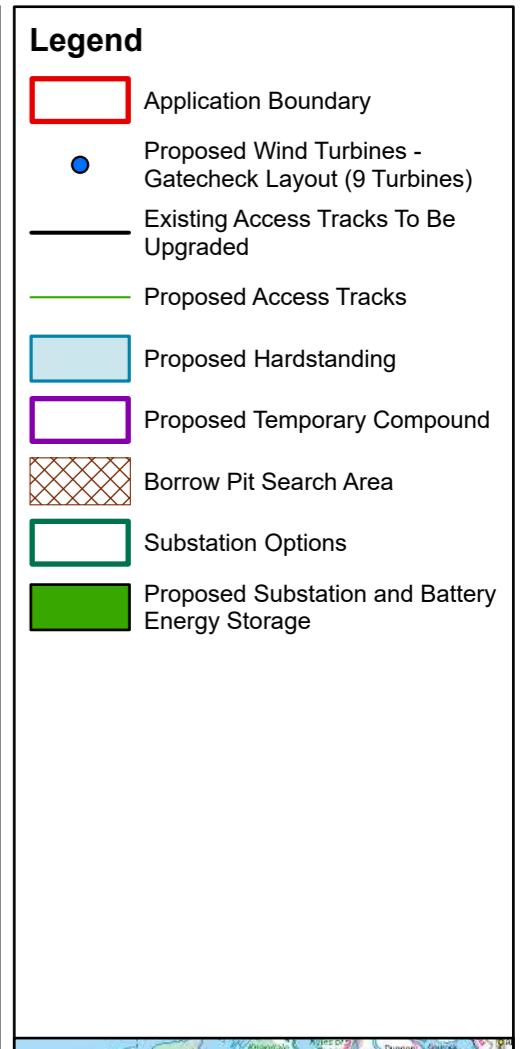 Legend
Application Boundary
Proposed Wind Turbines -
Gatecheck Layout (9 Turbines)
Existing Access Tracks To Be
Upgraded
Proposed Access Tracks
Proposed Hardstanding
Proposed Temporary Compound
Borrow Pit Search Area
Substation Options
Proposed Substation and Battery
Energy Storage